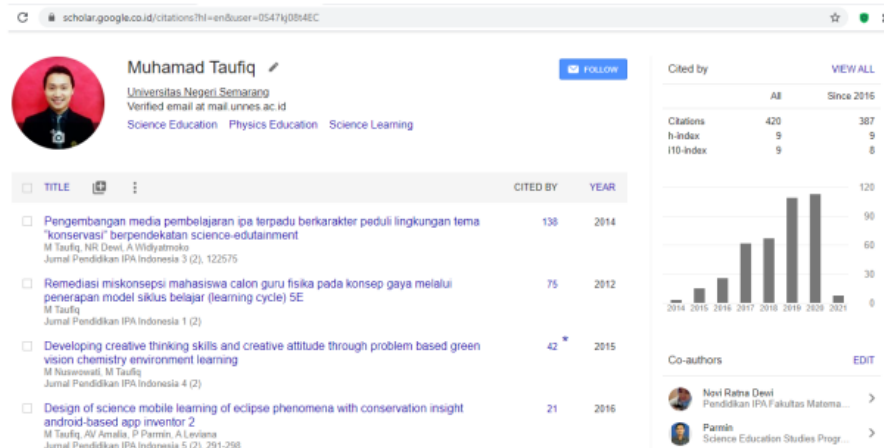 scholar.google.co.id/citations?hl=en&user=0S47kj08t4EC
Muhamad Taufiq
FOLLOW
Universitas Negeri Semarang
Verified email at mail.unnes.ac.id
Science Education Physics Education Science Learning
TITLE CITED BY YEAR
Pengembangan media pembelajaran ipa terpadu berkarakter peduli lingkungan tema 138 2014
"konservasi" berpendekatan science-edutainment
M Taufiq, NR Dewi, A Widiyatmoko
Jurnal Pendidikan IPA Indonesia 3 (2), 122575
Remediasi miskonsepsi mahasiswa calon guru fisika pada konsep gaya melalui 75 2012
penerapan model siklus belajar (learning cycle) 5E
M Taufiq
Jurnal Pendidikan IPA Indonesia 1 (2)
Developing creative thinking skills and creative attitude through problem based green 42 * 2015
vision chemistry environment learning
M Nuswowati, M Taufiq
Jurnal Pendidikan IPA Indonesia 4 (2)
Design of science mobile learning of eclipse phenomena with conservation insight 21 2016
android-based app inventor 2
M Taufiq, AV Amalia, P Parmin, A Leviana
Jurnal Pendidikan IPA Indonesia 5 (2), 291-298
Cited by VIEW ALL
All Since 2016
Citations 420 387
h-index 9 9
i10-index 9 8
120
90
60
30
0
2014 2015 2016 2017 2018 2019 2020 2021
Co-authors EDIT
Novi Ratna Dewi
Pendidikan IPA Fakultas Matema...
Parmin
Science Education Studies Progr...